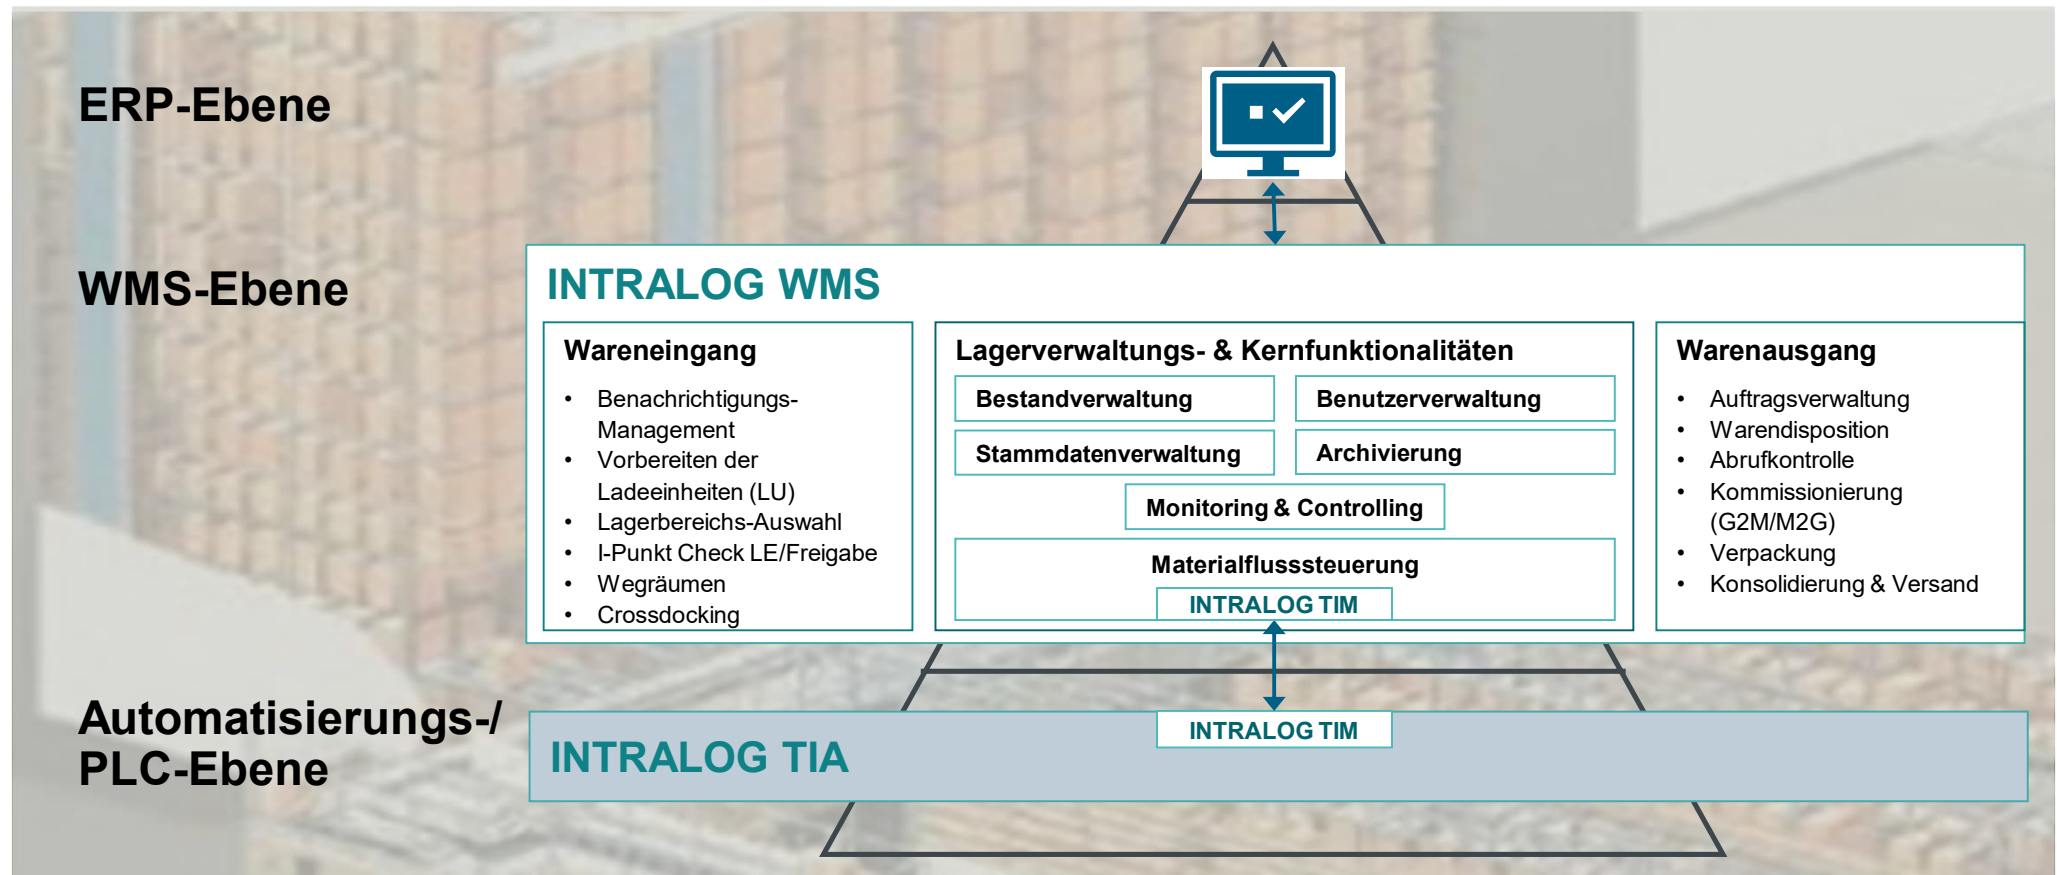 ERP-Ebene
WMS-Ebene
INTRALOG WMS
Wareneingang
• Benachrichtigungs-
Management
• Vorbereiten der
Ladeeinheiten (LU)
• Lagerbereichs-Auswahl
• I-Punkt Check LE/Freigabe
• Wegräumen
• Crossdocking
Lagerverwaltungs- & Kernfunktionalitäten
Bestandverwaltung
Benutzerverwaltung
Stammdatenverwaltung
Archivierung
Monitoring & Controlling
Materialflusssteuerung
INTRALOG TIM
Warenausgang
• Auftragsverwaltung
• Warendisposition
• Abrufkontrolle
• Kommissionierung
(G2M/M2G)
• Verpackung
• Konsolidierung & Versand
Automatisierungs-/
PLC-Ebene
INTRALOG TIM
INTRALOG TIA